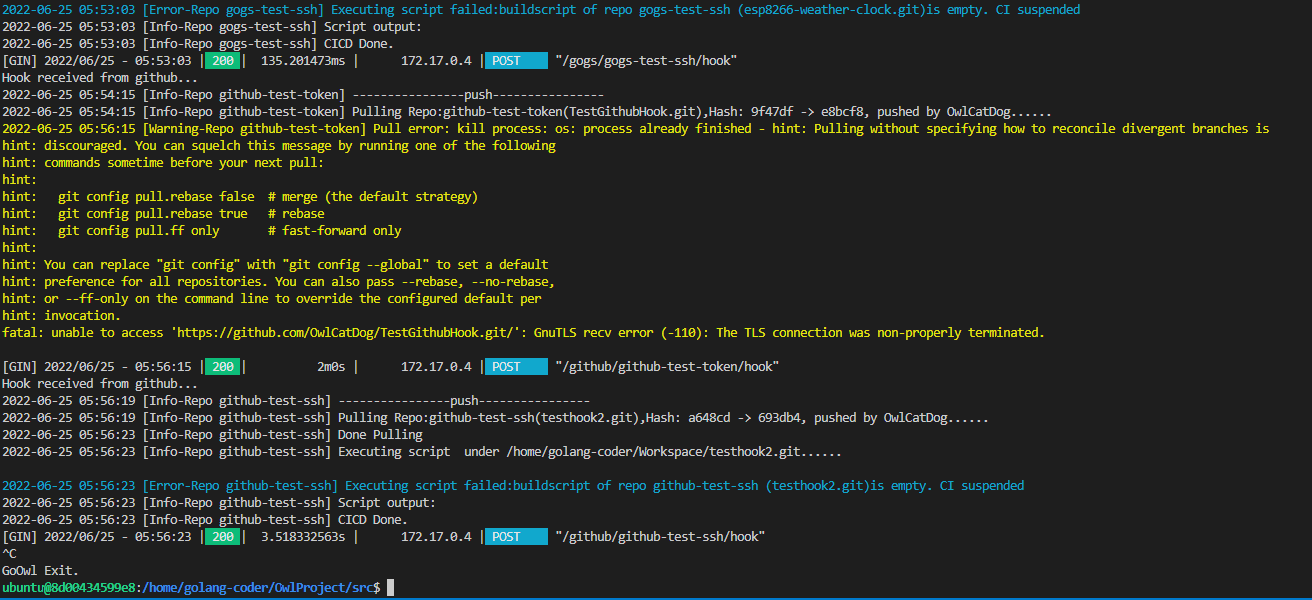 2022-06-25 05:53:03 [Error-Repo gogs-test-ssh] Executing script failed:buildscript of repo gogs-test-ssh (esp8266-weather-clock.git)is empty. CI suspended
2022-06-25 05:53:03 [Info-Repo gogs-test-ssh] Script output:
2022-06-25 05:53:03 [Info-Repo gogs-test-ssh] CICD Done.
[GIN] 2022/06/25 - 05:53:03 | 200 |  135.201473ms |      172.17.0.4 | POST     "/gogs/gogs-test-ssh/hook"
Hook received from github...
2022-06-25 05:54:15 [Info-Repo github-test-token] ----------------push----------------
2022-06-25 05:54:15 [Info-Repo github-test-token] Pulling Repo:github-test-token(TestGithubHook.git),Hash: 9f47df -> e8bcf8, pushed by OwlCatDog......
2022-06-25 05:56:15 [Warning-Repo github-test-token] Pull error: kill process: os: process already finished - hint: Pulling without specifying how to reconcile divergent branches is
hint: discouraged. You can squelch this message by running one of the following
hint: commands sometime before your next pull:
hint:
hint:   git config pull.rebase false  # merge (the default strategy)
hint:   git config pull.rebase true   # rebase
hint:   git config pull.ff only       # fast-forward only
hint:
hint: You can replace "git config" with "git config --global" to set a default
hint: preference for all repositories. You can also pass --rebase, --no-rebase,
hint: or --ff-only on the command line to override the configured default per
hint: invocation.
fatal: unable to access 'https://github.com/OwlCatDog/TestGithubHook.git/': GnuTLS recv error (-110): The TLS connection was non-properly terminated.
[GIN] 2022/06/25 - 05:56:15 | 200 |          2m0s |      172.17.0.4 | POST     "/github/github-test-token/hook"
Hook received from github...
2022-06-25 05:56:19 [Info-Repo github-test-ssh] ----------------push----------------
2022-06-25 05:56:19 [Info-Repo github-test-ssh] Pulling Repo:github-test-ssh(testhook2.git),Hash: a648cd -> 693db4, pushed by OwlCatDog......
2022-06-25 05:56:23 [Info-Repo github-test-ssh] Done Pulling
2022-06-25 05:56:23 [Info-Repo github-test-ssh] Executing script  under /home/golang-coder/Workspace/testhook2.git......
2022-06-25 05:56:23 [Error-Repo github-test-ssh] Executing script failed:buildscript of repo github-test-ssh (testhook2.git)is empty. CI suspended
2022-06-25 05:56:23 [Info-Repo github-test-ssh] Script output:
2022-06-25 05:56:23 [Info-Repo github-test-ssh] CICD Done.
[GIN] 2022/06/25 - 05:56:23 | 200 |  3.518332563s |      172.17.0.4 | POST     "/github/github-test-ssh/hook"
^C
GoOwl Exit.
ubuntu@8d00434599e8:/home/golang-coder/OwlProject/src$